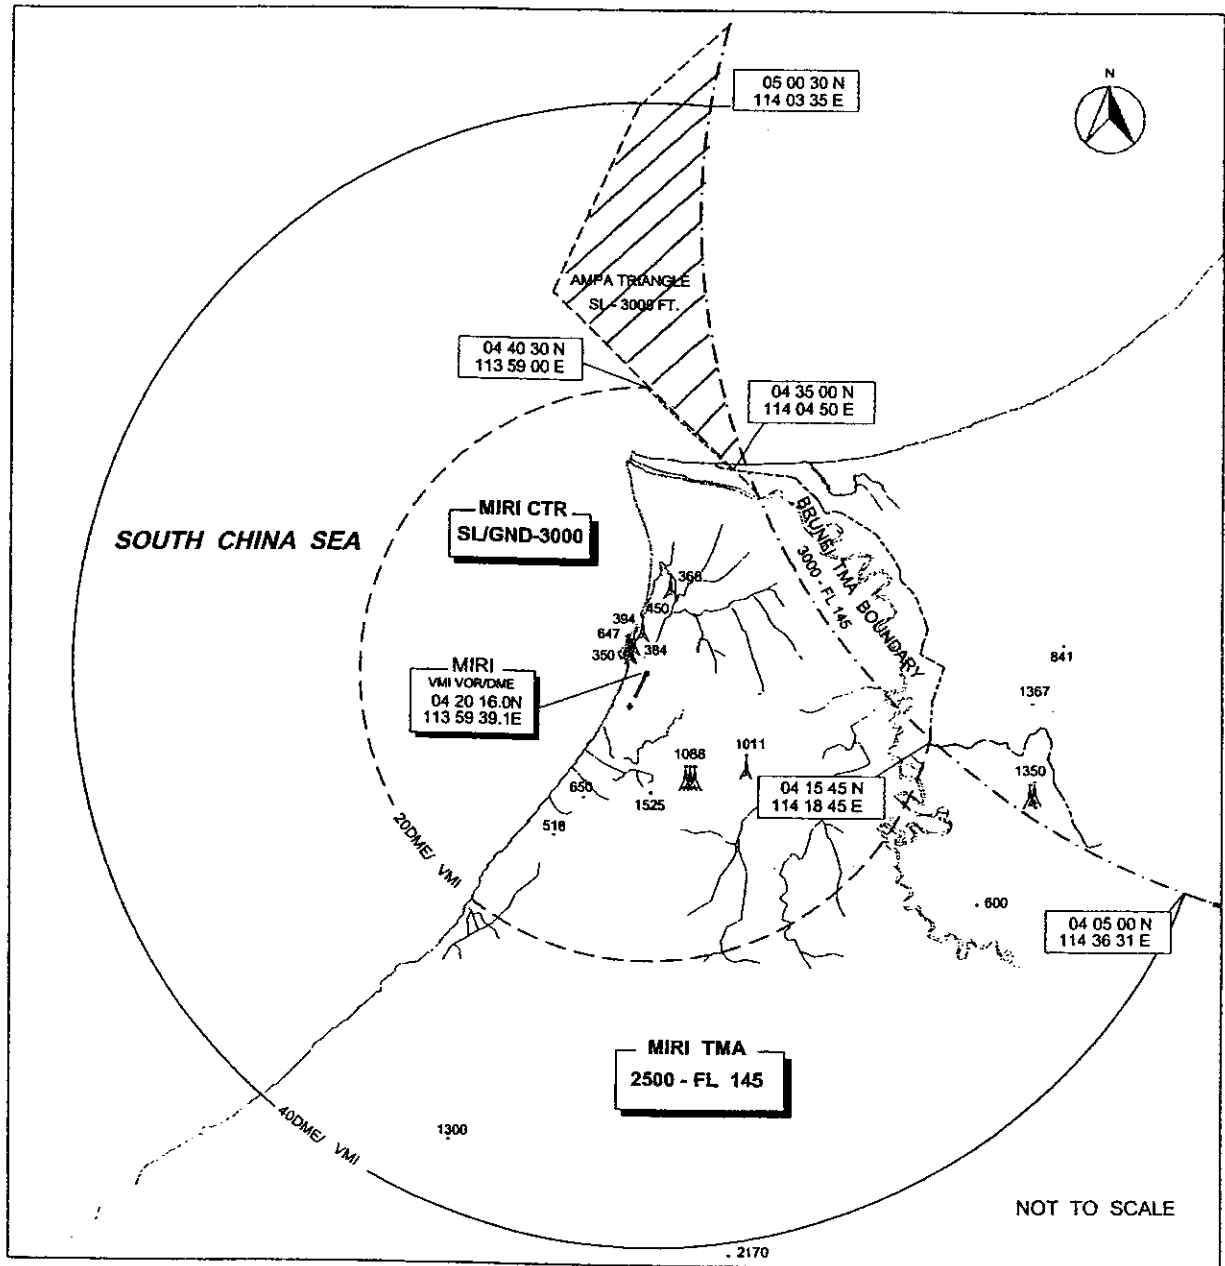 05 00 30 N
114 03 35 E
N
AMPA TRIANGLE
SL - 3000 FT.
04 40 30 N
113 59 00 E
04 35 00 N
114 04 50 E
MIRI CTR
SL/GND-3000
SOUTH CHINA SEA
BRUNEI TMA BOUNDARY
3000 - FL 145
368
450
394
647
384
350
MIRI
VMI VOR/DME
04 20 16.0N
113 59 39.1E
841
1367
1088
1011
1350
04 15 45 N
114 18 45 E
650
1525
518
20DME/ VMI
600
04 05 00 N
114 36 31 E
MIRI TMA
2500 - FL 145
40DME/ VMI
1300
NOT TO SCALE
2170